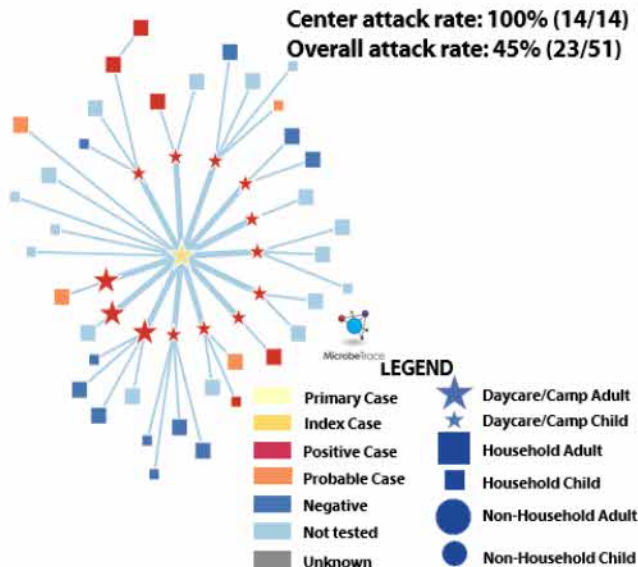 Center attack rate: 100% (14/14)
Overall attack rate: 45% (23/51)
MicrobeTrace
LEGEND
Primary Case
Index Case
Positive Case
Probable Case
Negative
Not tested
Unknown
Daycare/Camp Adult
Daycare/Camp Child
Household Adult
Household Child
Non-Household Adult
Non-Household Child